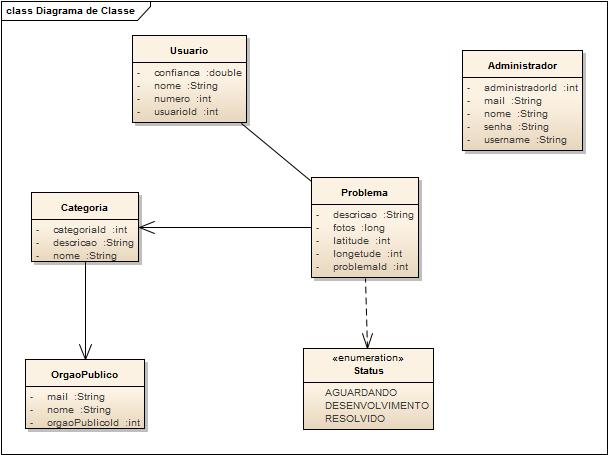 class Diagrama de Classe
Usuario
- confianca :double
- nome :String
- numero :int
- usuarioId :int
Administrador
- administradorId :int
- mail :String
- nome :String
- senha :String
- username :String
Problema
- descricao :String
- fotos :long
- latitude :int
- longetude :int
- problemaId :int
Categoria
- categoriaId :int
- descricao :String
- nome :String
«enumeration»
Status
AGUARDANDO
DESENVOLVIMENTO
RESOLVIDO
OrgaoPublico
- mail :String
- nome :String
- orgaoPublicoId :int